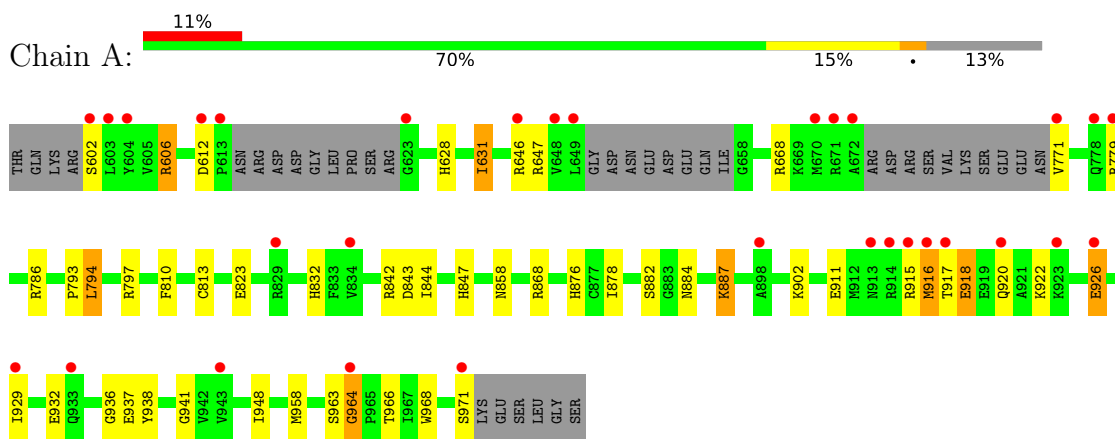 11%
Chain A:
70% 15% • 13%
THR GLN LYS ARG S602 L603 Y604 V605 R606 D612 P613 ASN ARG ASP ASP GLY LEU PRO SER ARG G623 H628 I631 R646 R647 V648 L649 GLY ASP ASN GLU ASP GLU GLN ILE G658 R668 K669 M670 R671 A672 ARG ASP ARG SER VAL LYS SER GLU GLU ASN V771 Q778 R779
R786 P793 L794 R797 F810 C813 E823 R829 H832 F833 V834 R842 D843 I844 H847 N858 R868 H876 C877 I878 S882 G883 N884 K887 A898 K902 E911 M912 N913 R914 R915 M916 T917 E918 E919 Q920 A921 K922 K923 E926
I929 E932 Q933 G936 E937 Y938 G941 V942 V943 I948 M958 S963 G964 P965 T966 I967 W968 S971 LYS GLU SER LEU GLY SER